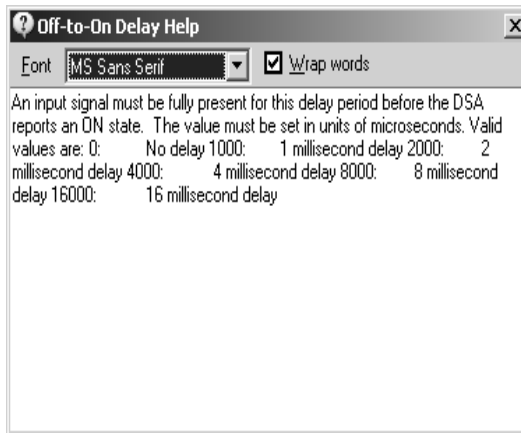 Off-to-On Delay Help
Font MS Sans Serif Wrap words
An input signal must be fully present for this delay period before the DSA
reports an ON state. The value must be set in units of microseconds. Valid
values are: 0: No delay 1000: 1 millisecond delay 2000: 2
millisecond delay 4000: 4 millisecond delay 8000: 8 millisecond
delay 16000: 16 millisecond delay